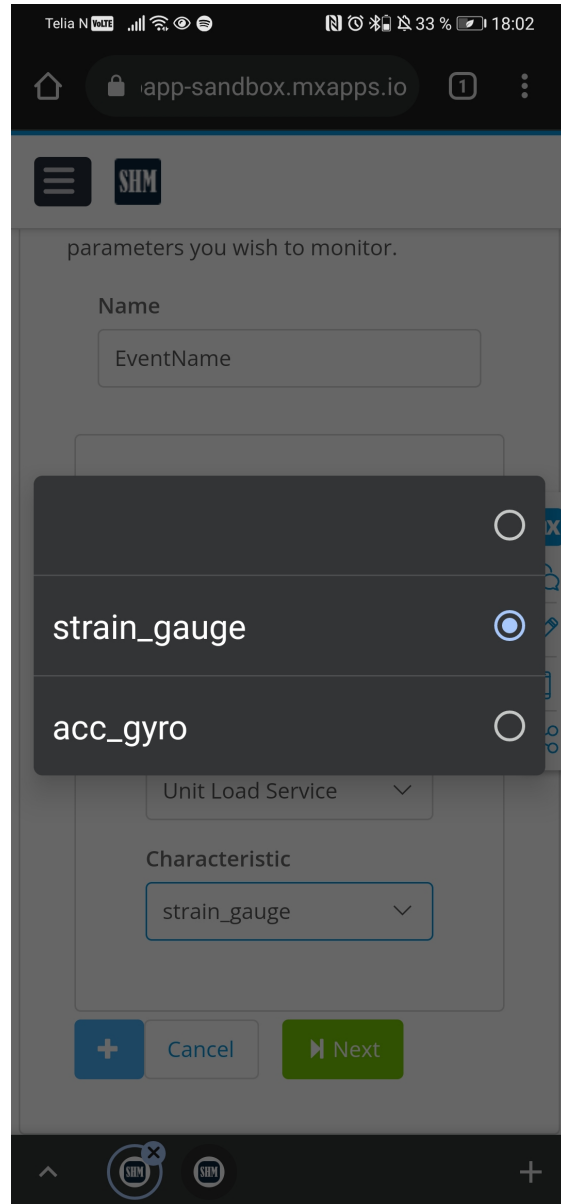 Telia N VoLTE 33 % 18:02
app-sandbox.mxapps.io 1
SHM
parameters you wish to monitor.
Name
EventName
strain_gauge
acc_gyro
Unit Load Service
Characteristic
strain_gauge
Cancel Next
SHM SHM